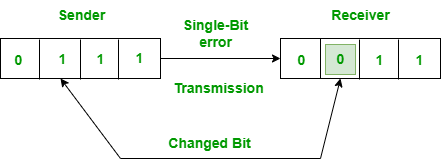 Sender
Receiver
Single-Bit
error
0 1 1 1
0 0 1 1
Transmission
Changed Bit